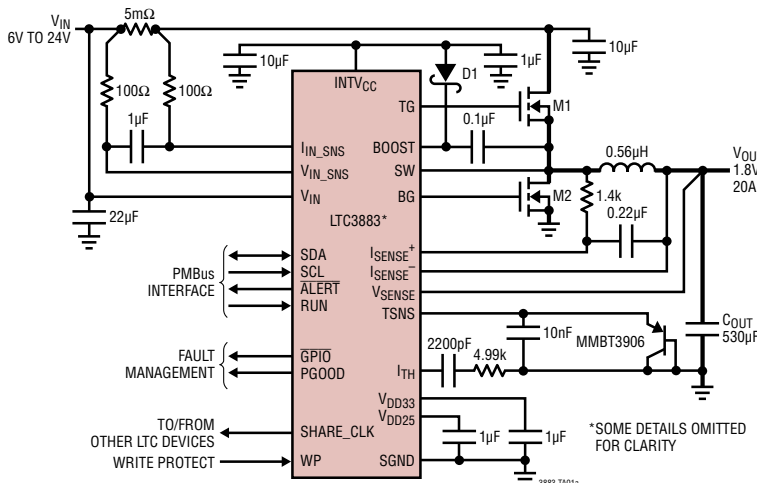 VIN
6V TO 24V
5mΩ
10µF
1µF
10µF
D1
100Ω
100Ω
1µF
INTVCC
TG
M1
0.1µF
IIN_SNS
BOOST
VIN_SNS
SW
0.56µH
VOUT
1.8V
20A
VIN
BG
M2
1.4k
22µF
LTC3883*
0.22µF
ISENSE+
SDA
ISENSE–
PMBus
INTERFACE
SCL
VSENSE
ALERT
TSNS
RUN
10nF
MMBT3906
COUT
530µF
2200pF
4.99k
FAULT
MANAGEMENT
GPIO
ITH
PGOOD
VDD33
VDD25
TO/FROM
OTHER LTC DEVICES
SHARE_CLK
1µF
1µF
*SOME DETAILS OMITTED
FOR CLARITY
WRITE PROTECT
WP
SGND
3883 TA01a